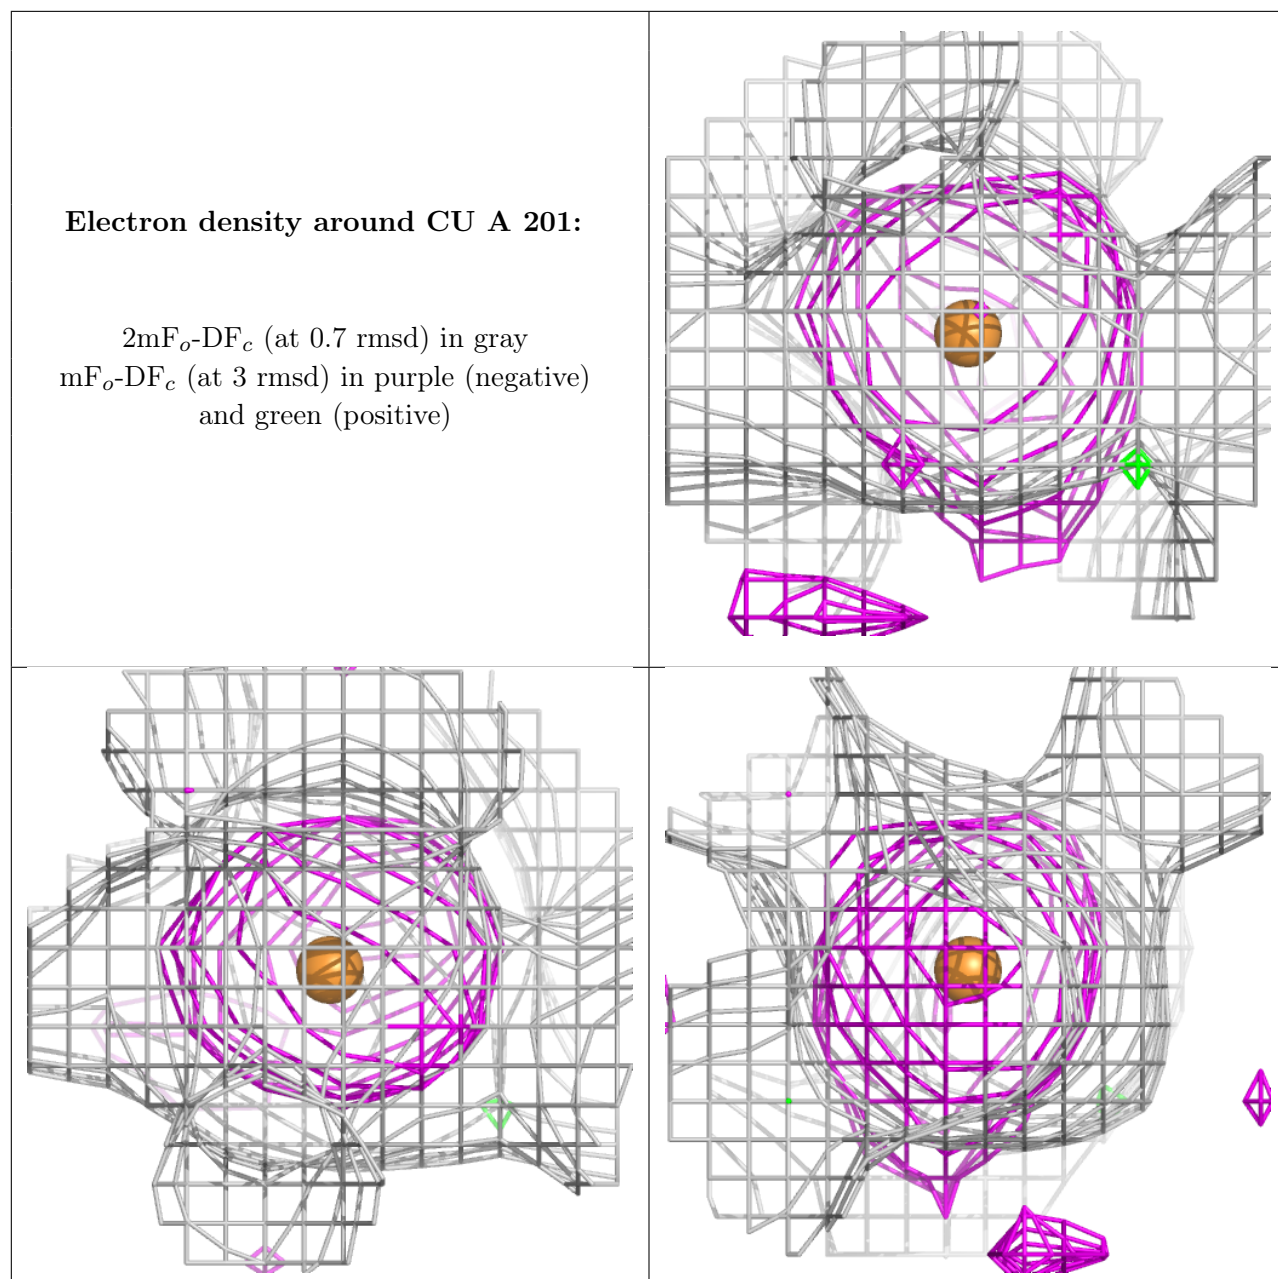 Electron density around CU A 201:
2mFo-DFc (at 0.7 rmsd) in gray
mFo-DFc (at 3 rmsd) in purple (negative)
and green (positive)